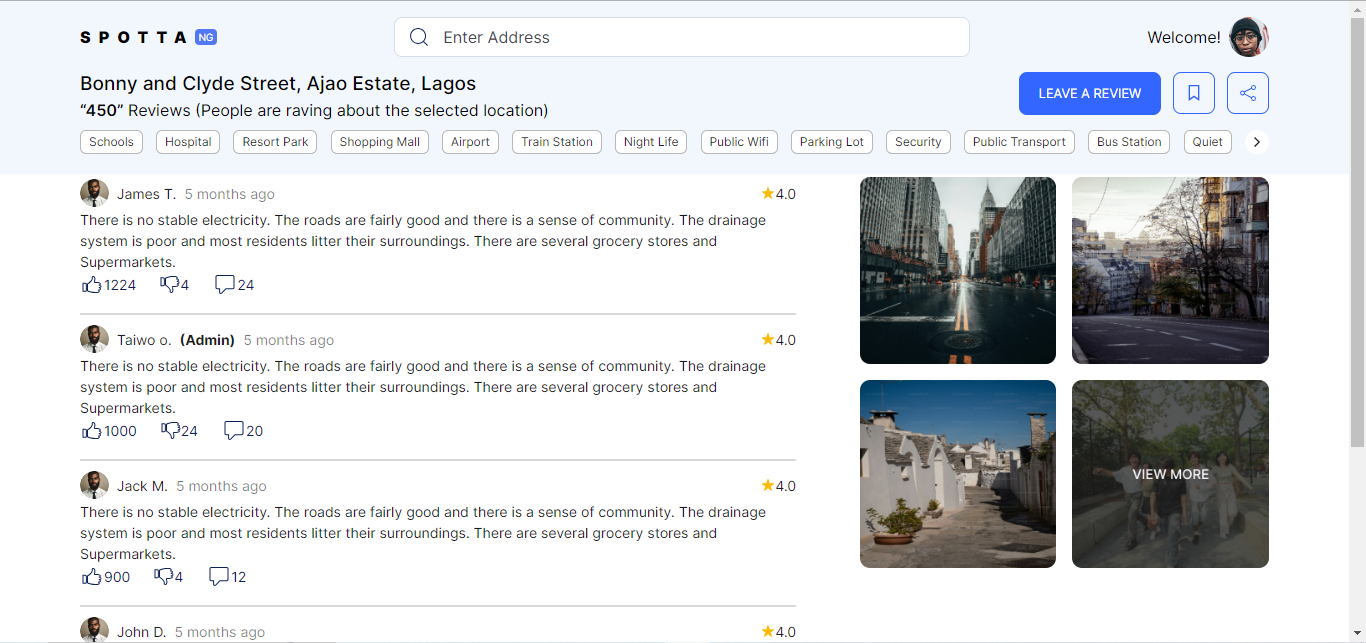 SPOTTA NG
Enter Address
Welcome!
Bonny and Clyde Street, Ajao Estate, Lagos
“450” Reviews (People are raving about the selected location)
LEAVE A REVIEW
Schools Hospital Resort Park Shopping Mall Airport Train Station Night Life Public Wifi Parking Lot Security Public Transport Bus Station Quiet
James T. 5 months ago 4.0
There is no stable electricity. The roads are fairly good and there is a sense of community. The drainage
system is poor and most residents litter their surroundings. There are several grocery stores and
Supermarkets.
1224 4 24
Taiwo o. (Admin) 5 months ago 4.0
There is no stable electricity. The roads are fairly good and there is a sense of community. The drainage
system is poor and most residents litter their surroundings. There are several grocery stores and
Supermarkets.
1000 24 20
Jack M. 5 months ago 4.0
There is no stable electricity. The roads are fairly good and there is a sense of community. The drainage
system is poor and most residents litter their surroundings. There are several grocery stores and
Supermarkets.
900 4 12
John D. 5 months ago 4.0
VIEW MORE